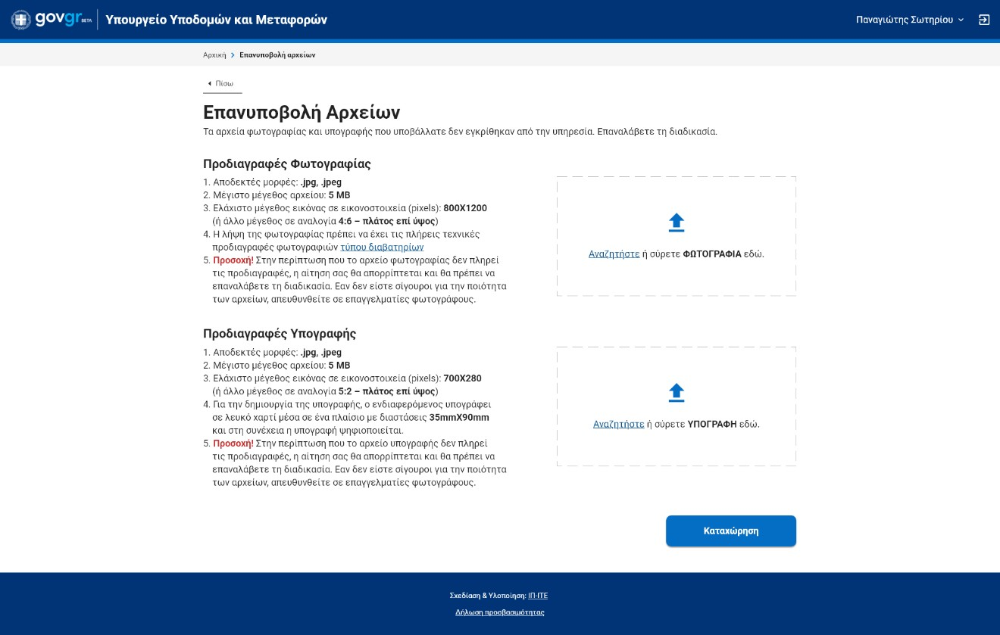 govgr BETA Υπουργείο Υποδομών και Μεταφορών Παναγιώτης Σωτηρίου
Αρχική > Επανυποβολή αρχείων
Πίσω
Επανυποβολή Αρχείων
Τα αρχεία φωτογραφίας και υπογραφής που υποβάλλατε δεν εγκρίθηκαν από την υπηρεσία. Επαναλάβετε τη διαδικασία.
Προδιαγραφές Φωτογραφίας
1. Αποδεκτές μορφές: .jpg, .jpeg
2. Μέγιστο μέγεθος αρχείου: 5 MB
3. Ελάχιστο μέγεθος εικόνας σε εικονοστοιχεία (pixels): 800X1200
(ή άλλο μέγεθος σε αναλογία 4:6 – πλάτος επί ύψος)
4. Η λήψη της φωτογραφίας πρέπει να έχει τις πλήρεις τεχνικές
προδιαγραφές φωτογραφιών τύπου διαβατηρίων
5. Προσοχή! Στην περίπτωση που το αρχείο φωτογραφίας δεν πληρεί
τις προδιαγραφές, η αίτηση σας θα απορρίπτεται και θα πρέπει να
επαναλάβετε τη διαδικασία. Εαν δεν είστε σίγουροι για την ποιότητα
των αρχείων, απευθυνθείτε σε επαγγελματίες φωτογράφους.
Αναζητήστε ή σύρετε ΦΩΤΟΓΡΑΦΙΑ εδώ.
Προδιαγραφές Υπογραφής
1. Αποδεκτές μορφές: .jpg, .jpeg
2. Μέγιστο μέγεθος αρχείου: 5 MB
3. Ελάχιστο μέγεθος εικόνας σε εικονοστοιχεία (pixels): 700X280
(ή άλλο μέγεθος σε αναλογία 5:2 – πλάτος επί ύψος)
4. Για την δημιουργία της υπογραφής, ο ενδιαφερόμενος υπογράφει
σε λευκό χαρτί μέσα σε ένα πλαίσιο με διαστάσεις 35mmX90mm
και στη συνέχεια η υπογραφή ψηφιοποιείται.
5. Προσοχή! Στην περίπτωση που το αρχείο υπογραφής δεν πληρεί
τις προδιαγραφές, η αίτηση σας θα απορρίπτεται και θα πρέπει να
επαναλάβετε τη διαδικασία. Εαν δεν είστε σίγουροι για την ποιότητα
των αρχείων, απευθυνθείτε σε επαγγελματίες φωτογράφους.
Αναζητήστε ή σύρετε ΥΠΟΓΡΑΦΗ εδώ.
Καταχώρηση
Σχεδίαση & Υλοποίηση: ΙΠ-ΙΤΕ
Δήλωση προσβασιμότητας